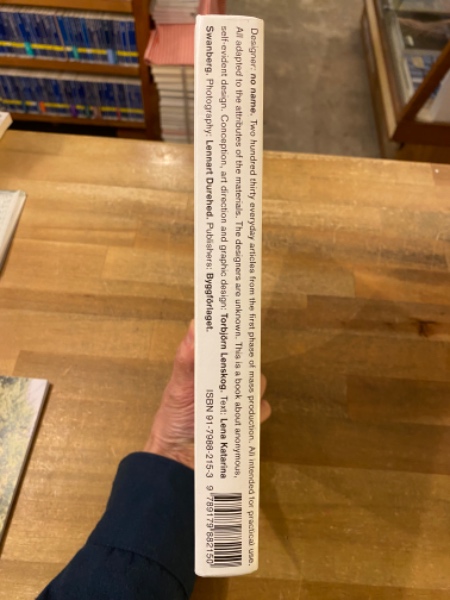 Designer: no name. Two hundred thirty everyday articles from the first phase of mass production. All intended for practical use.
All adapted to the attributes of the materials. The designers are unknown. This is a book about anonymous,
self-evident design. Conception, art direction and graphic design: Torbjörn Lenskog. Text: Lena Katarina
Swanberg. Photography: Lennart Durehed. Publishers: Byggförlaget.
ISBN 91-7988-215-3
9 789179 882150